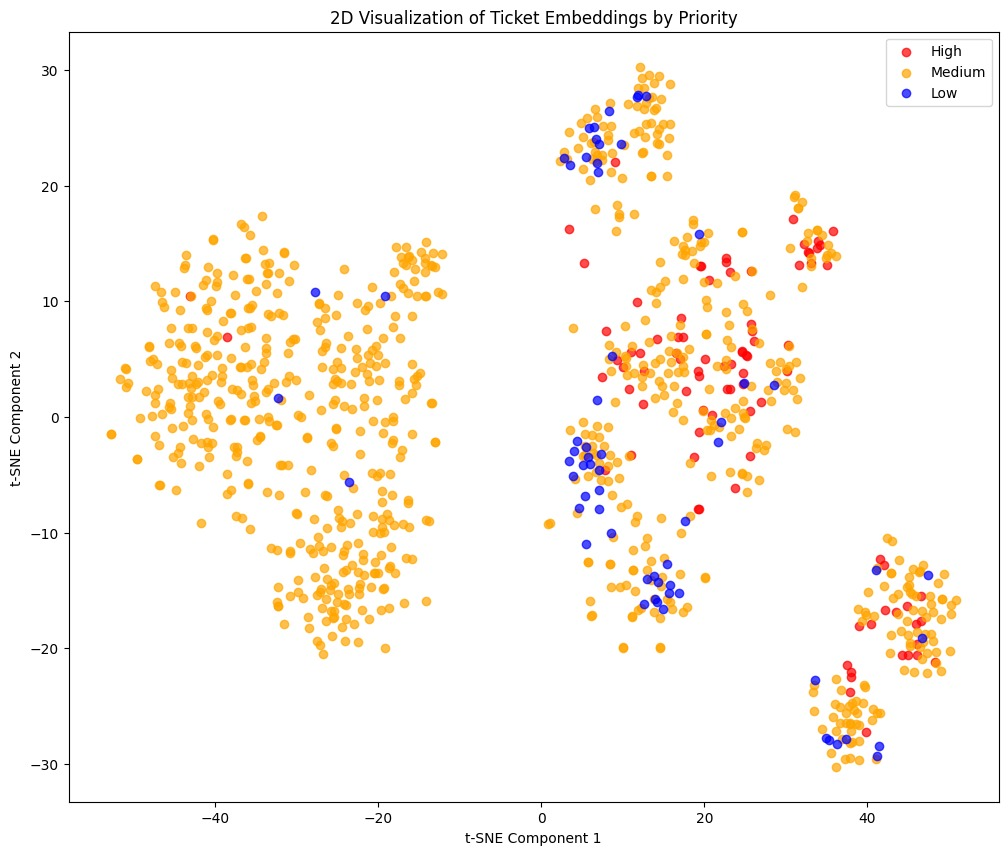 2D Visualization of Ticket Embeddings by Priority
High
Medium
Low
t-SNE Component 2
30
20
10
0
−10
−20
−30
−40
−20
0
20
40
t-SNE Component 1